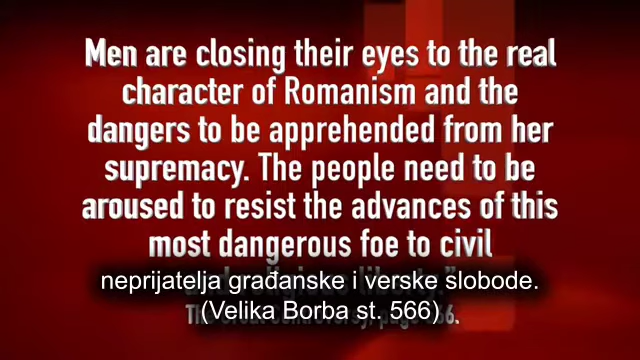 Men are closing their eyes to the real
character of Romanism and the
dangers to be apprehended from her
supremacy. The people need to be
aroused to resist the advances of this
most dangerous foe to civil
neprijatelja građanske i verske slobode.
(Velika Borba st. 566)